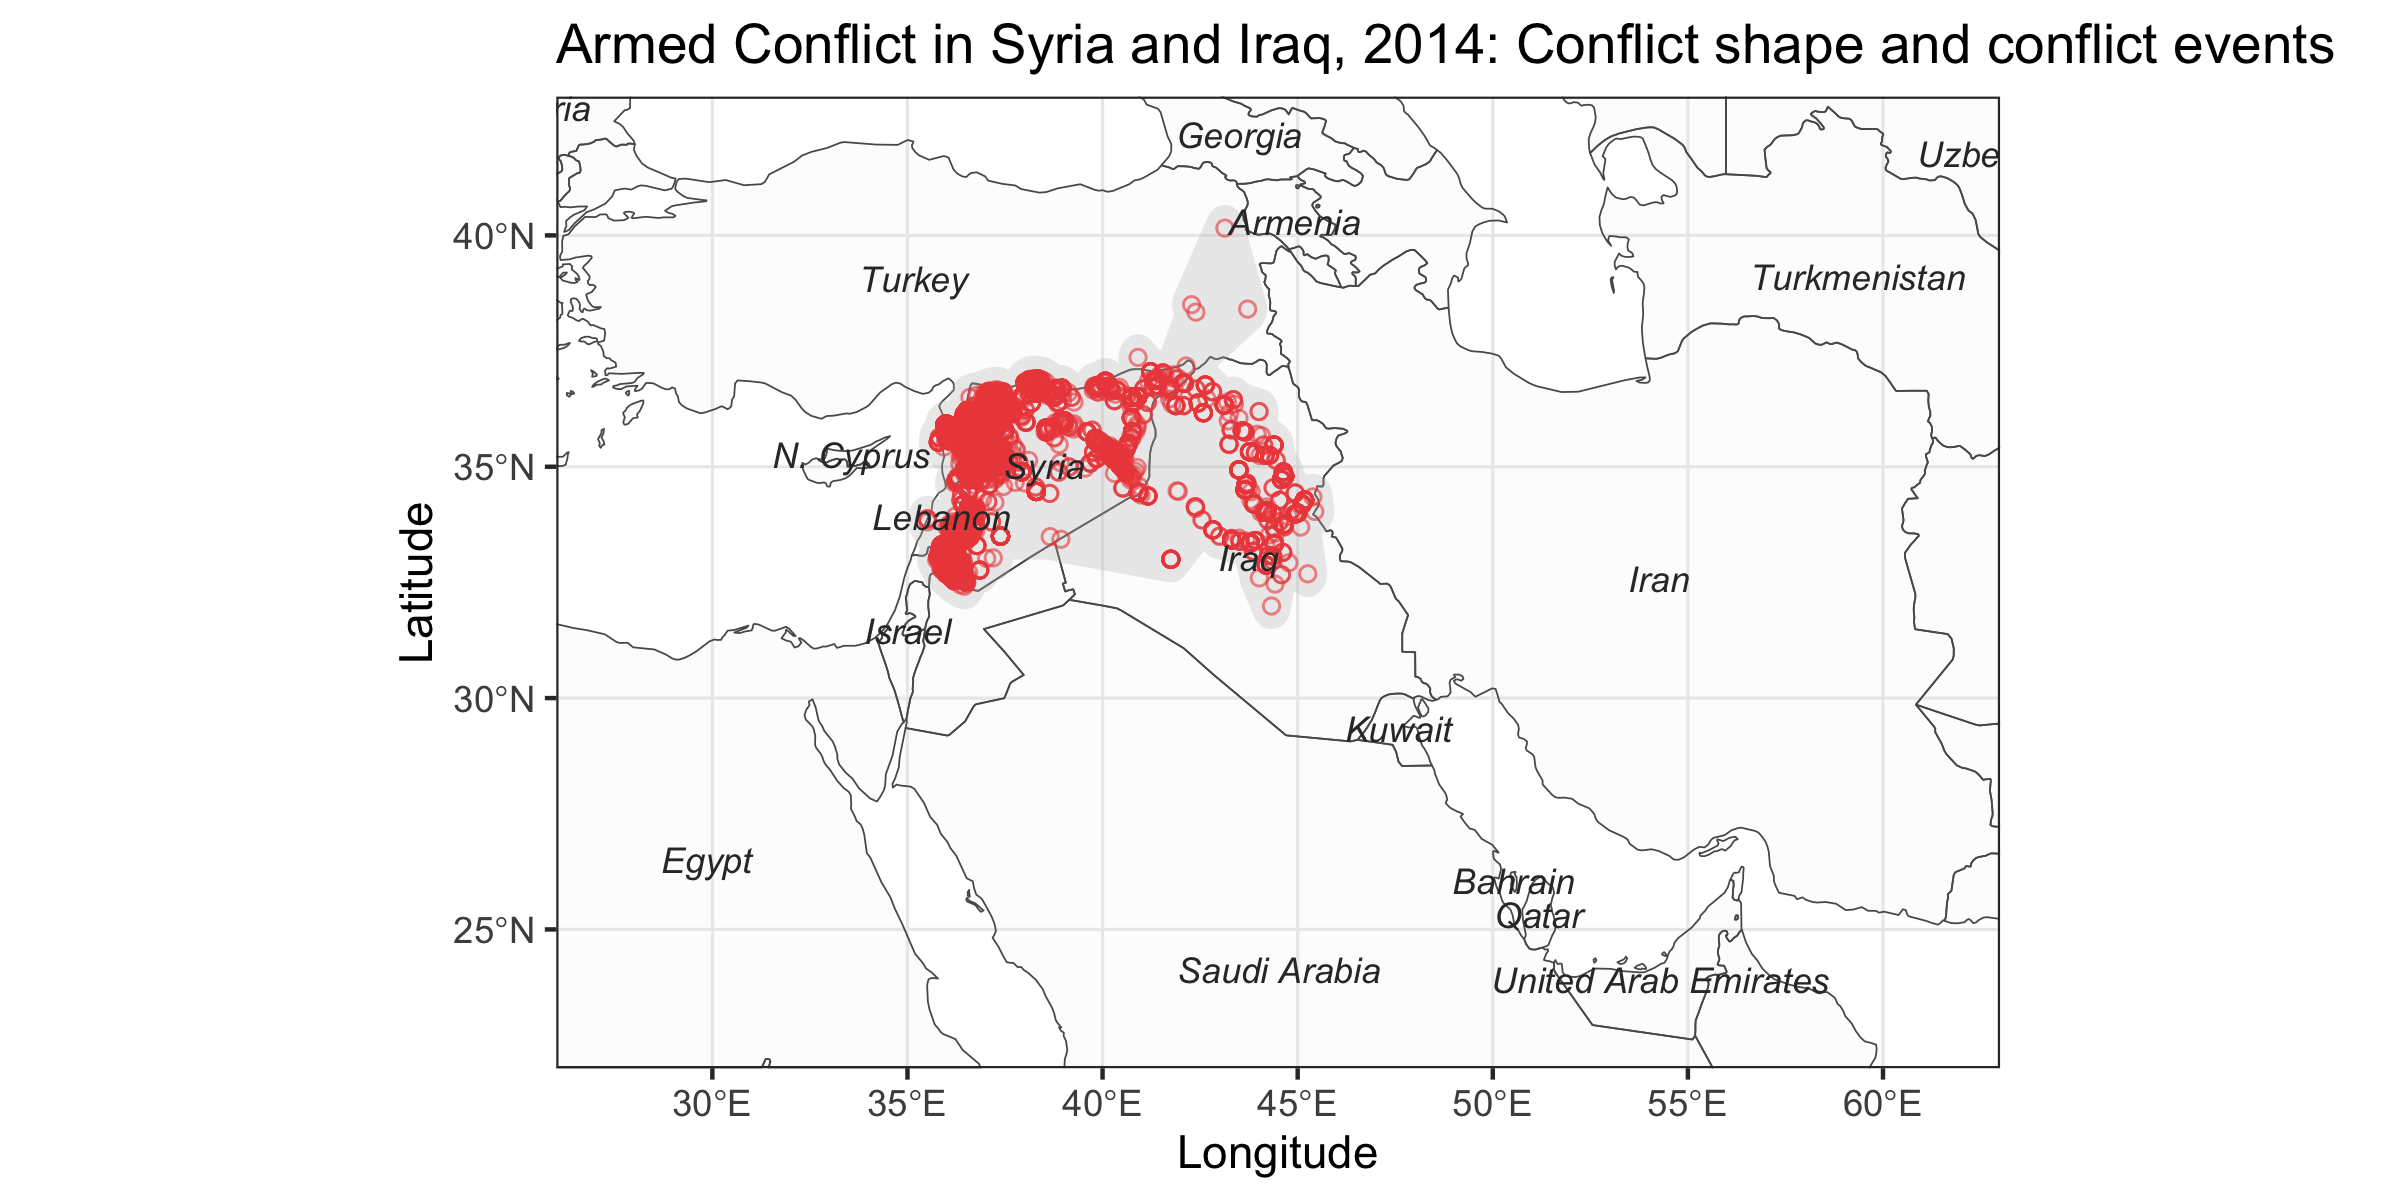 Armed Conflict in Syria and Iraq, 2014: Conflict shape and conflict events
ria
Georgia
Uzbe
40°N
Armenia
Turkey
Turkmenistan
35°N
N. Cyprus
Syria
Lebanon
Iraq
Iran
Israel
Latitude
30°N
Kuwait
Egypt
Bahrain
Qatar
25°N
Saudi Arabia
United Arab Emirates
30°E 35°E 40°E 45°E 50°E 55°E 60°E
Longitude